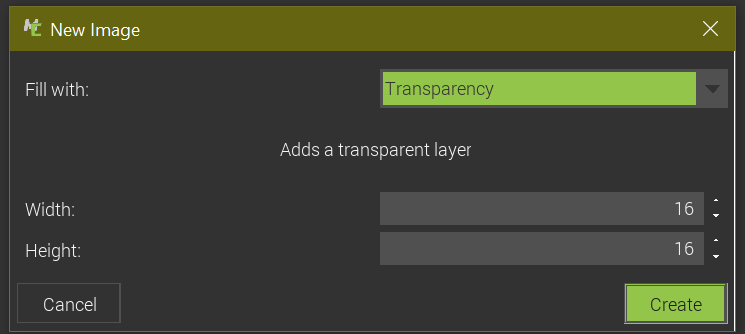 New Image
Fill with: Transparency
Adds a transparent layer
Width: 16
Height: 16
Cancel Create